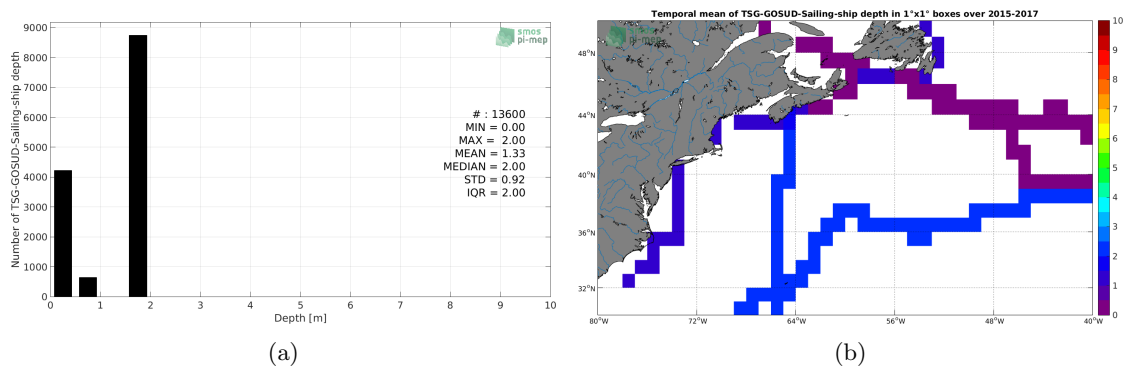 9000
8000
7000
6000
5000
4000
3000
2000
1000
0
Number of TSG-GOSUD-Sailing-ship depth
smos
pi-mep
# : 13600
MIN = 0.00
MAX = 2.00
MEAN = 1.33
MEDIAN = 2.00
STD = 0.92
IQR = 2.00
0 1 2 3 4 5 6 7 8 9 10
Depth [m]
(a)
Temporal mean of TSG-GOSUD-Sailing-ship depth in 1°x1° boxes over 2015-2017
smos
pi-mep
48°N
44°N
40°N
36°N
32°N
80°W 72°W 64°W 56°W 48°W 40°W
10
9
8
7
6
5
4
3
2
1
0
(b)